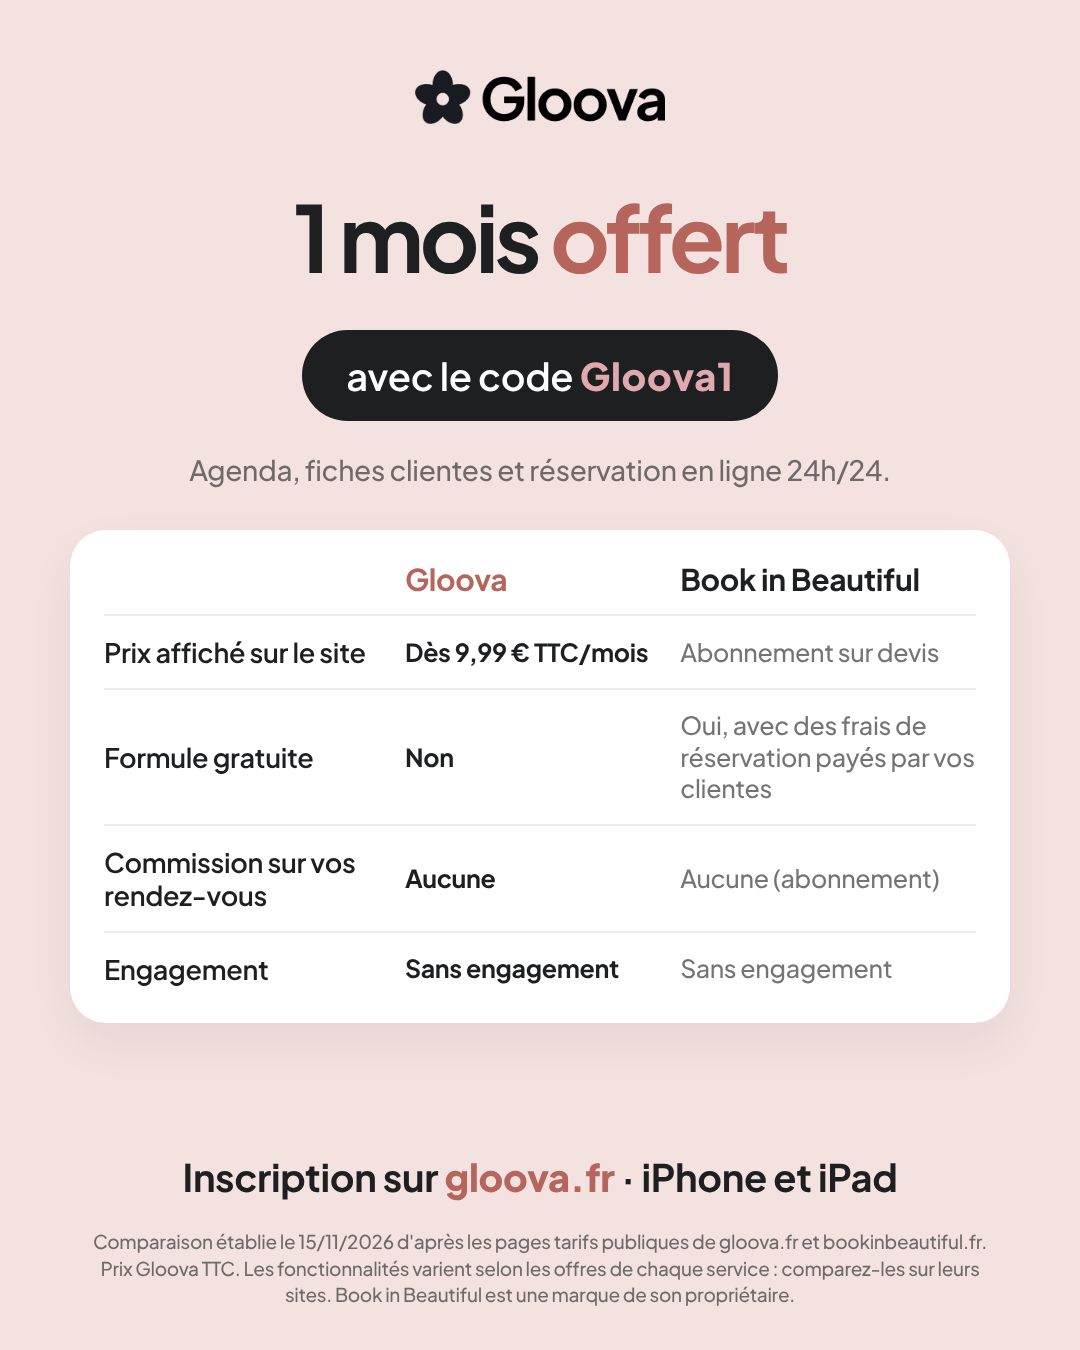 Gloova
1 mois offert
avec le code Gloova1
Agenda, fiches clientes et réservation en ligne 24h/24.
Gloova
Book in Beautiful
Prix affiché sur le site
Dès 9,99 € TTC/mois
Abonnement sur devis
Formule gratuite
Non
Oui, avec des frais de
réservation payés par vos
clientes
Commission sur vos
rendez-vous
Aucune
Aucune (abonnement)
Engagement
Sans engagement
Sans engagement
Inscription sur gloova.fr · iPhone et iPad
Comparaison établie le 15/11/2026 d'après les pages tarifs publiques de gloova.fr et bookinbeautiful.fr.
Prix Gloova TTC. Les fonctionnalités varient selon les offres de chaque service : comparez-les sur leurs
sites. Book in Beautiful est une marque de son propriétaire.